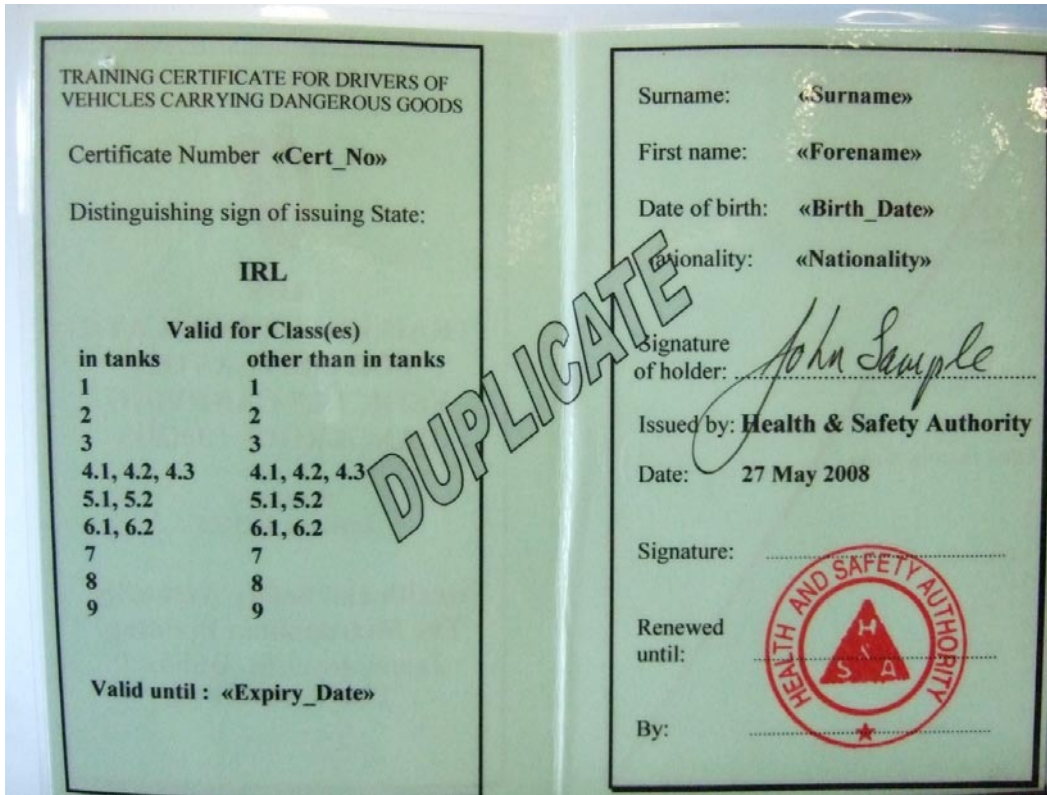 TRAINING CERTIFICATE FOR DRIVERS OF
VEHICLES CARRYING DANGEROUS GOODS
Certificate Number «Cert_No»
Distinguishing sign of issuing State:
IRL
Valid for Class(es)
in tanks other than in tanks
1 1
2 2
3 3
4.1, 4.2, 4.3 4.1, 4.2, 4.3
5.1, 5.2 5.1, 5.2
6.1, 6.2 6.1, 6.2
7 7
8 8
9 9
Valid until : «Expiry_Date»
DUPLICATE
Surname: «Surname»
First name: «Forename»
Date of birth: «Birth_Date»
Nationality: «Nationality»
Signature
of holder: John Sample
Issued by: Health & Safety Authority
Date: 27 May 2008
Signature:
Renewed
until:
By:
HEALTH AND SAFETY AUTHORITY
H
&
S A